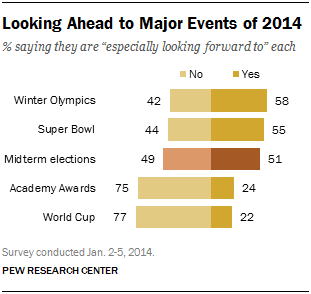 Looking Ahead to Major Events of 2014
% saying they are "especially looking forward to" each
No Yes
Winter Olympics 42 58
Super Bowl 44 55
Midterm elections 49 51
Academy Awards 75 24
World Cup 77 22
Survey conducted Jan. 2-5, 2014.
PEW RESEARCH CENTER